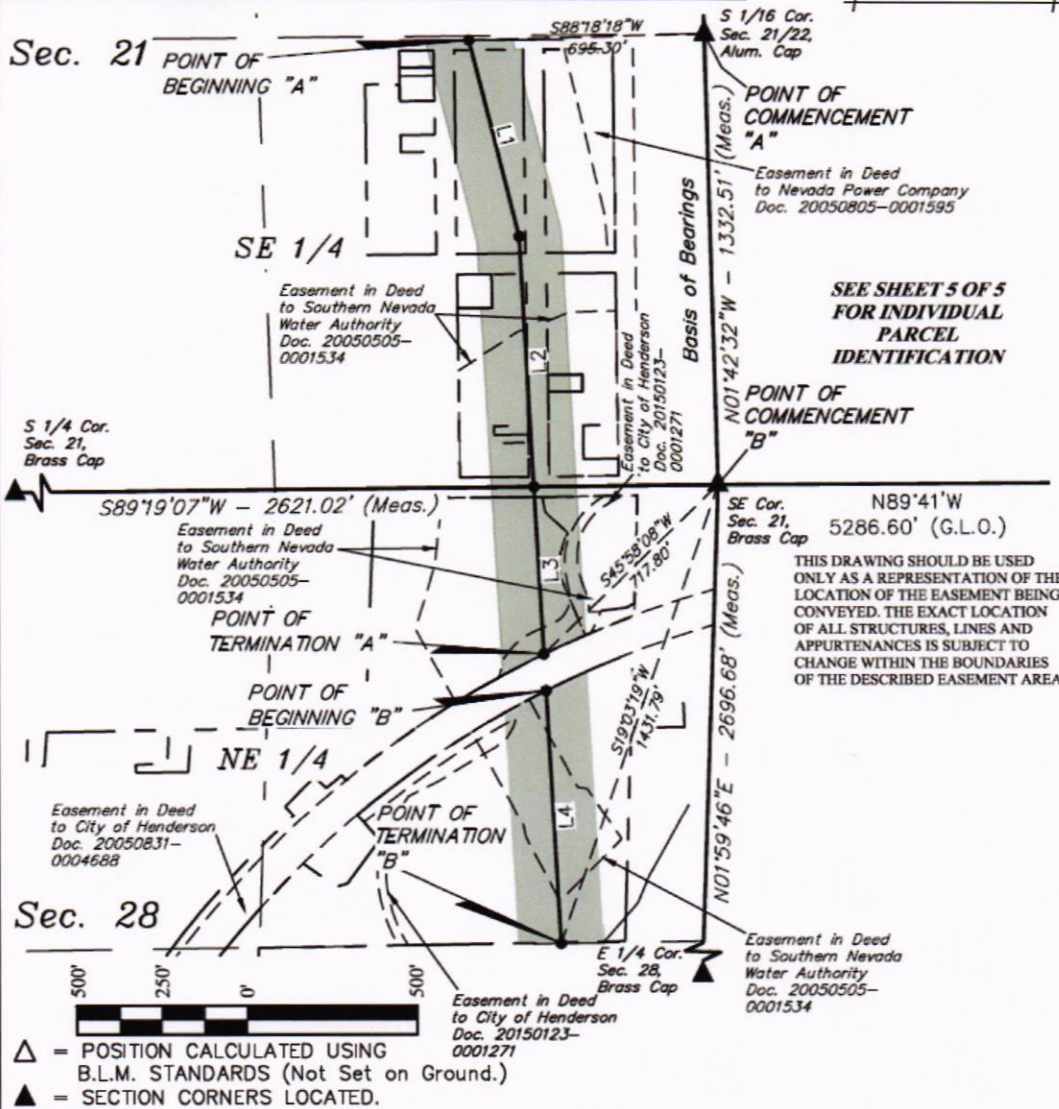 S 1/16 Cor.
Sec. 21/22,
Alum. Cap
S88°18'18"W
695.30'
Sec. 21
POINT OF
BEGINNING "A"
POINT OF
COMMENCEMENT
"A"
L1
Easement in Deed
to Nevada Power Company
Doc. 20050805-0001595
SE 1/4
Basis of Bearings
N01°42'32"W - 1332.51' (Meas.)
Easement in Deed
to Southern Nevada
Water Authority
Doc. 20050505-
0001534
SEE SHEET 5 OF 5
FOR INDIVIDUAL
PARCEL
IDENTIFICATION
L2
Easement in Deed
to City of Henderson
Doc. 20150123-
0001271
POINT OF
COMMENCEMENT
"B"
S 1/4 Cor.
Sec. 21,
Brass Cap
S89°19'07"W - 2621.02' (Meas.)
SE Cor.
Sec. 21,
Brass Cap
N89°41'W
5286.60' (G.L.O.)
Easement in Deed
to Southern Nevada
Water Authority
Doc. 20050505-
0001534
L3
S45°58'08"W
717.80'
THIS DRAWING SHOULD BE USED
ONLY AS A REPRESENTATION OF THE
LOCATION OF THE EASEMENT BEING
CONVEYED. THE EXACT LOCATION
OF ALL STRUCTURES, LINES AND
APPURTENANCES IS SUBJECT TO
CHANGE WITHIN THE BOUNDARIES
OF THE DESCRIBED EASEMENT AREA
POINT OF
TERMINATION "A"
POINT OF
BEGINNING "B"
S19°03'19"W
1431.79'
N01°59'46"E - 2696.68' (Meas.)
NE 1/4
Easement in Deed
to City of Henderson
Doc. 20050831-
0004688
POINT OF
TERMINATION
"B"
L4
Sec. 28
E 1/4 Cor.
Sec. 28,
Brass Cap
Easement in Deed
to Southern Nevada
Water Authority
Doc. 20050505-
0001534
500' 250' 0' 500'
Easement in Deed
to City of Henderson
Doc. 20150123-
0001271
△ = POSITION CALCULATED USING
B.L.M. STANDARDS (Not Set on Ground.)
▲ = SECTION CORNERS LOCATED.